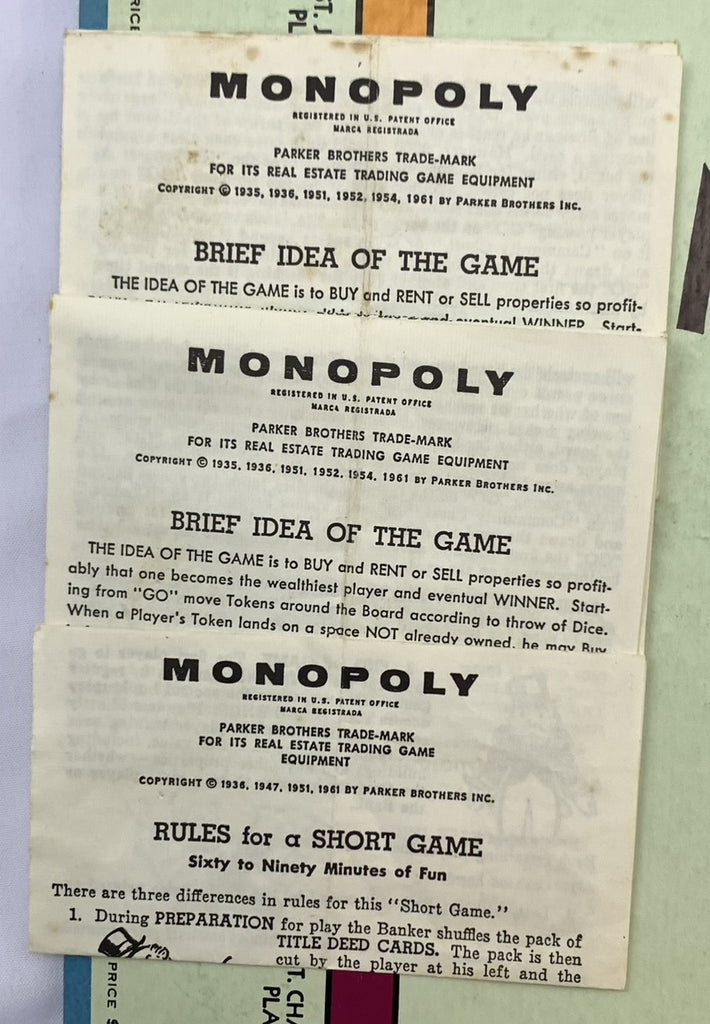 RICE
T. J
PL
MONOPOLY
REGISTERED IN U.S. PATENT OFFICE
MARCA REGISTRADA
PARKER BROTHERS TRADE-MARK
FOR ITS REAL ESTATE TRADING GAME EQUIPMENT
COPYRIGHT © 1935, 1936, 1951, 1952, 1954, 1961 BY PARKER BROTHERS INC.
BRIEF IDEA OF THE GAME
THE IDEA OF THE GAME is to BUY and RENT or SELL properties so profit-
and eventual WINNER. Start-
MONOPOLY
REGISTERED IN U.S. PATENT OFFICE
MARCA REGISTRADA
PARKER BROTHERS TRADE-MARK
FOR ITS REAL ESTATE TRADING GAME EQUIPMENT
COPYRIGHT © 1935, 1936, 1951, 1952, 1954, 1961 BY PARKER BROTHERS INC.
BRIEF IDEA OF THE GAME
THE IDEA OF THE GAME is to BUY and RENT or SELL properties so profit-
ably that one becomes the wealthiest player and eventual WINNER. Start-
ing from "GO" move Tokens around the Board according to throw of Dice.
When a Player's Token lands on a space NOT already owned, he may Buy
MONOPOLY
REGISTERED IN U.S. PATENT OFFICE
MARCA REGISTRADA
PARKER BROTHERS TRADE-MARK
FOR ITS REAL ESTATE TRADING GAME
EQUIPMENT
COPYRIGHT © 1936, 1947, 1951, 1961 BY PARKER BROTHERS INC.
RULES for a SHORT GAME
Sixty to Ninety Minutes of Fun
There are three differences in rules for this "Short Game."
1. During PREPARATION for play the Banker shuffles the pack of
TITLE DEED CARDS. The pack is then
cut by the player at his left and the
PRICE $
T. CH
PLA